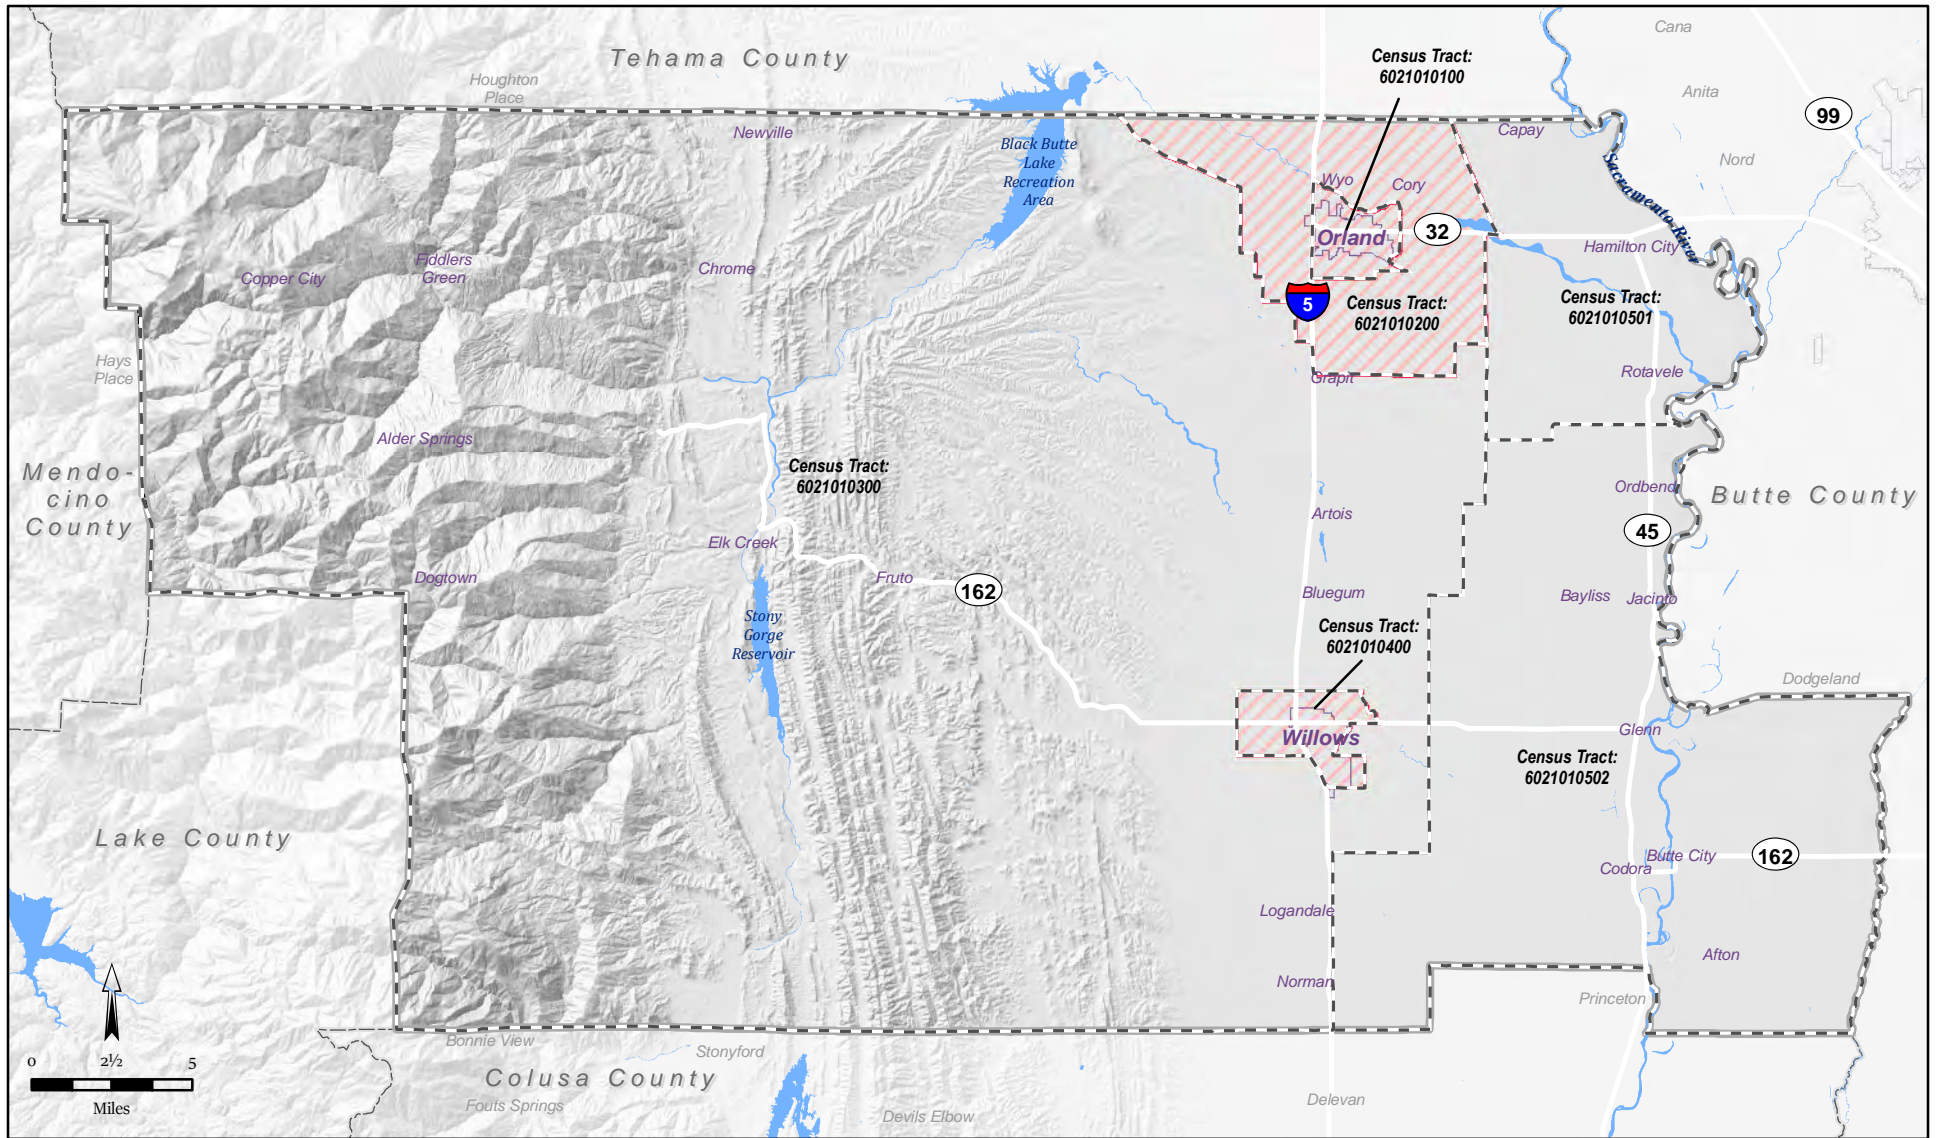 Cana
Tehama County
Census Tract:
6021010100
Houghton
Place
Anita
99
Newville
Capay
Black Butte
Lake
Recreation
Area
Nord
Sacramento River
Wyo
Cory
Orland
32
Hamilton City
Chrome
Fiddlers
Green
Copper City
5
Census Tract:
6021010200
Census Tract:
6021010501
Hays
Place
Grapit
Rotavele
Alder Springs
Mendo-
cino
County
Census Tract:
6021010300
Ordbend
Butte County
Artois
45
Elk Creek
Dogtown
Fruto
162
Bluegum
Bayliss
Jacinto
Stony
Gorge
Reservoir
Census Tract:
6021010400
Dodgeland
Willows
Glenn
Census Tract:
6021010502
Lake County
Butte City
162
Codora
Logandale
Afton
Norman
Princeton
Bonnie View
Stonyford
Colusa County
Fouts Springs
Devils Elbow
Delevan
0 2½ 5
Miles